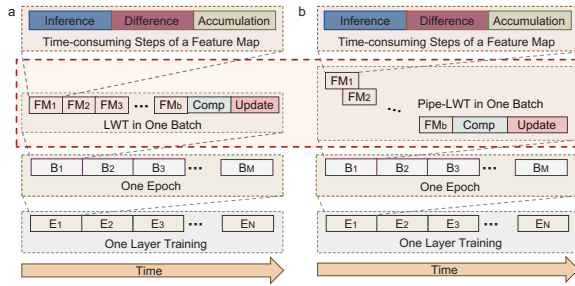 a
Inference Difference Accumulation
Time-consuming Steps of a Feature Map
FM1 FM2 FM3 ••• FMb Comp Update
LWT in One Batch
B1 B2 B3 ••• BM
One Epoch
E1 E2 E3 ••• EN
One Layer Training
Time
b
Inference Difference Accumulation
Time-consuming Steps of a Feature Map
FM1
FM2
•••
FMb Comp Update
Pipe-LWT in One Batch
B1 B2 B3 ••• BM
One Epoch
E1 E2 E3 ••• EN
One Layer Training
Time